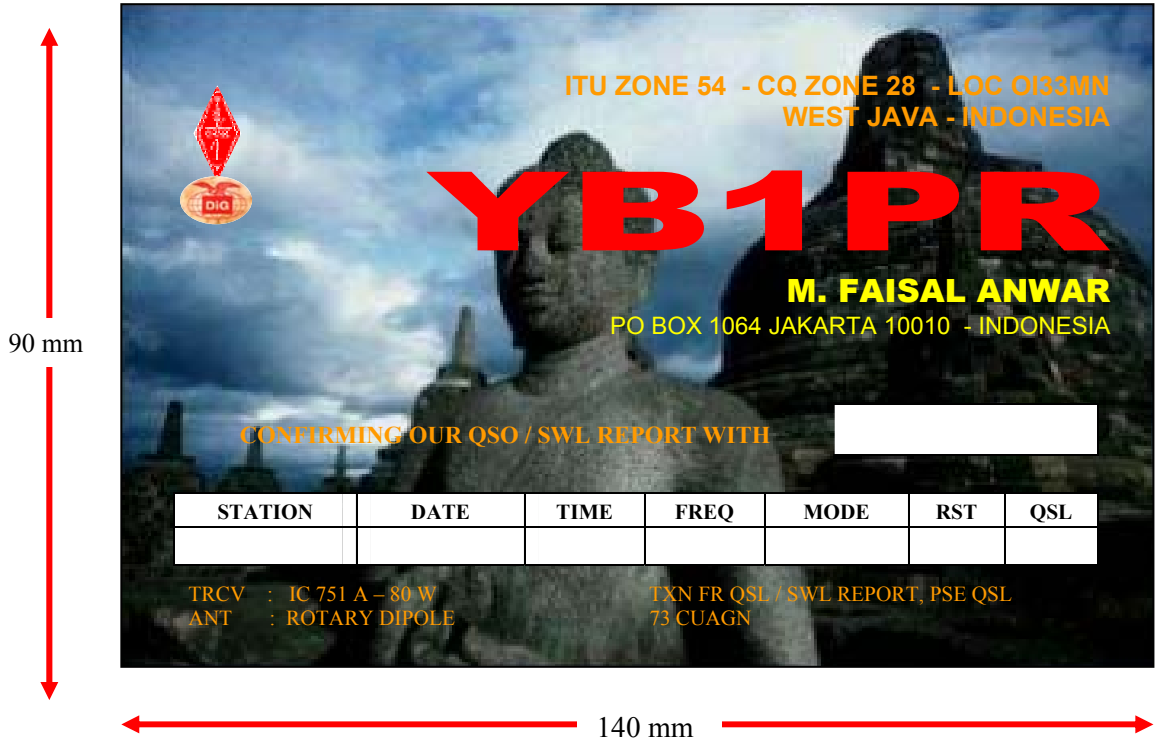 ITU ZONE 54 - CQ ZONE 28 - LOC OI33MN
WEST JAVA - INDONESIA
DIG
YB1PR
M. FAISAL ANWAR
PO BOX 1064 JAKARTA 10010 - INDONESIA
90 mm
CONFIRMING OUR QSO / SWL REPORT WITH
STATION DATE TIME FREQ MODE RST QSL
TRCV : IC 751 A – 80 W
ANT : ROTARY DIPOLE
TXN FR QSL / SWL REPORT, PSE QSL
73 CUAGN
140 mm